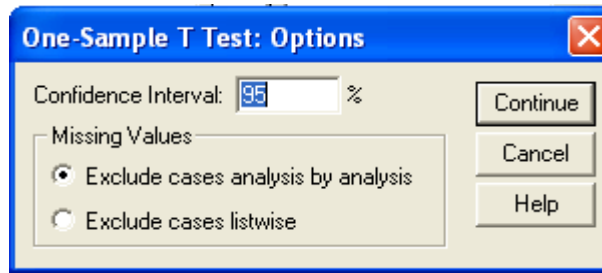 One-Sample T Test: Options
Confidence Interval: 95 %
Continue
Missing Values
Cancel
Exclude cases analysis by analysis
Help
Exclude cases listwise